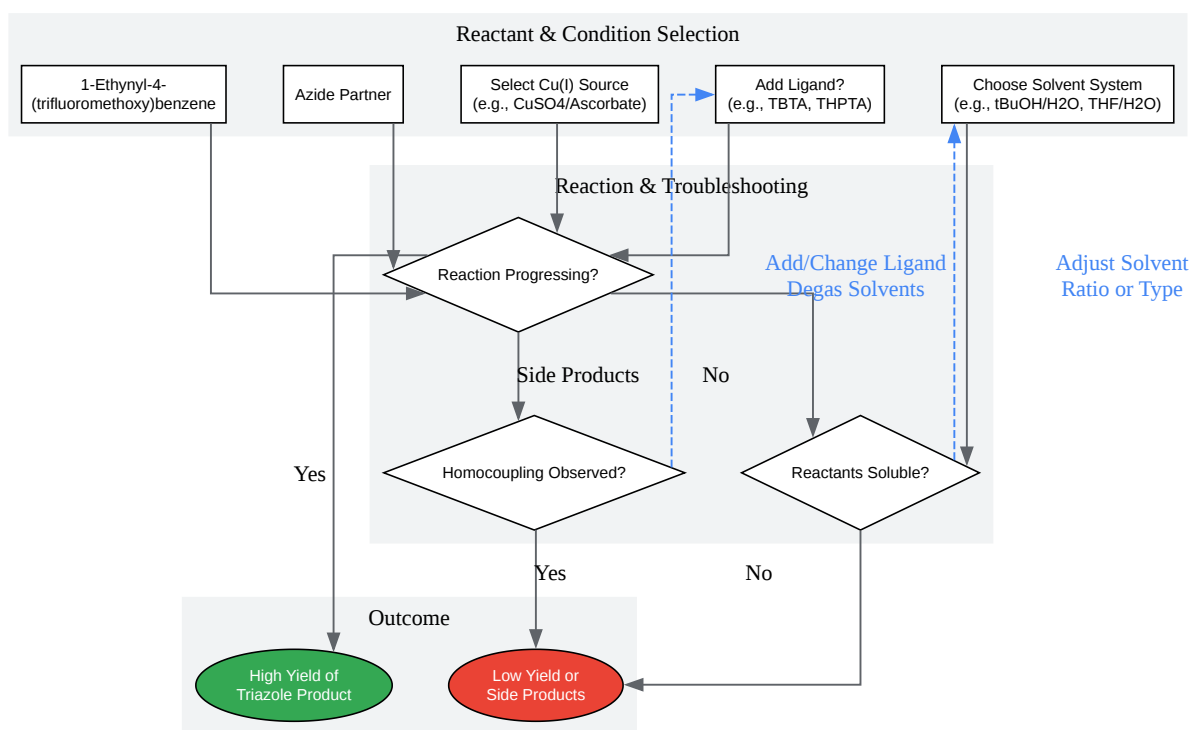 Reactant & Condition Selection
1-Ethynyl-4-
(trifluoromethoxy)benzene
Azide Partner
Select Cu(I) Source
(e.g., CuSO4/Ascorbate)
Add Ligand?
(e.g., TBTA, THPTA)
Choose Solvent System
(e.g., tBuOH/H2O, THF/H2O)
Reaction & Troubleshooting
Reaction Progressing?
Add/Change Ligand
Degas Solvents
Adjust Solvent
Ratio or Type
Side Products
No
Homocoupling Observed?
Reactants Soluble?
Yes
Yes
No
Outcome
High Yield of
Triazole Product
Low Yield or
Side Products